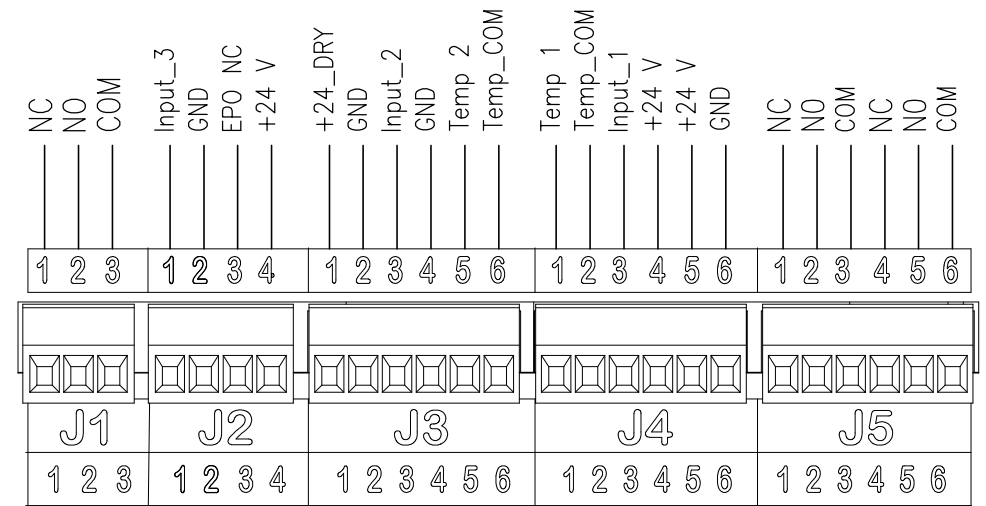 NC NO COM Input_3 GND EPO NC +24 V +24_DRY GND Input_2 GND Temp 2 Temp_COM Temp 1 Temp_COM Input_1 +24 V +24 V GND NC NO COM NC NO COM
1 2 3 1 2 3 4 1 2 3 4 5 6 1 2 3 4 5 6 1 2 3 4 5 6
J1 J2 J3 J4 J5
1 2 3 1 2 3 4 1 2 3 4 5 6 1 2 3 4 5 6 1 2 3 4 5 6